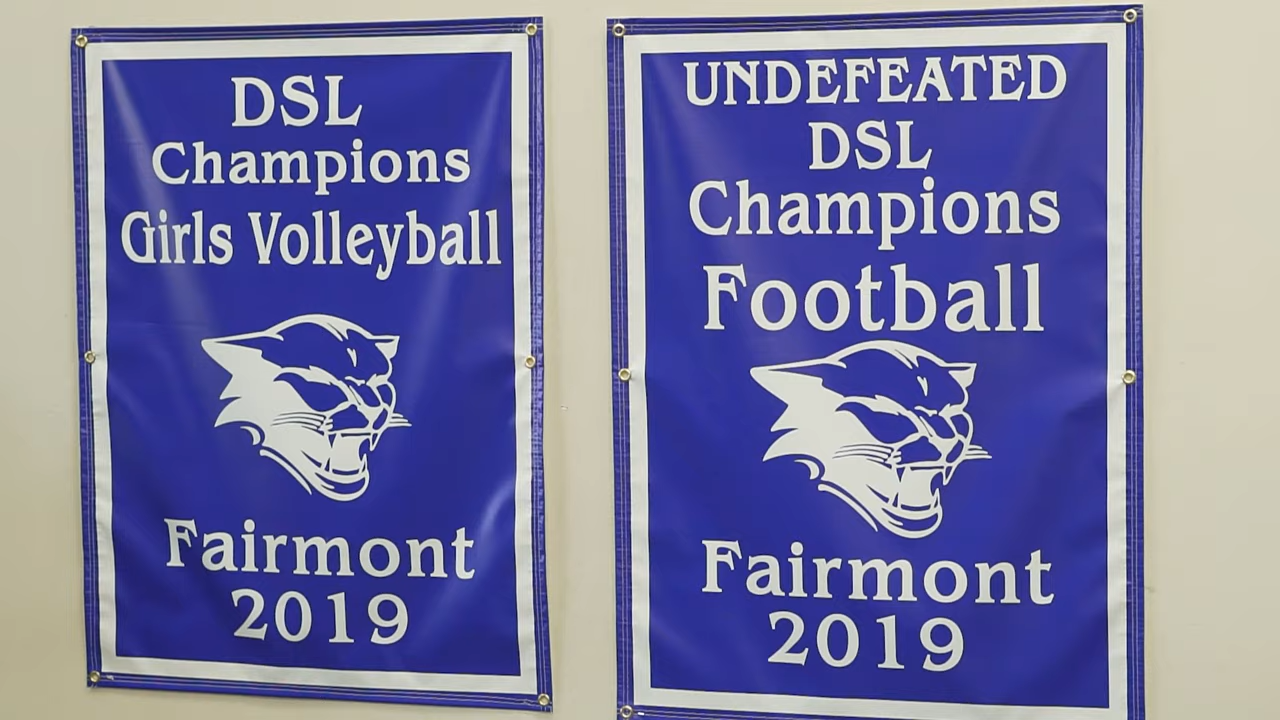 DSL
Champions
Girls Volleyball
Fairmont
2019
UNDEFEATED
DSL
Champions
Football
Fairmont
2019